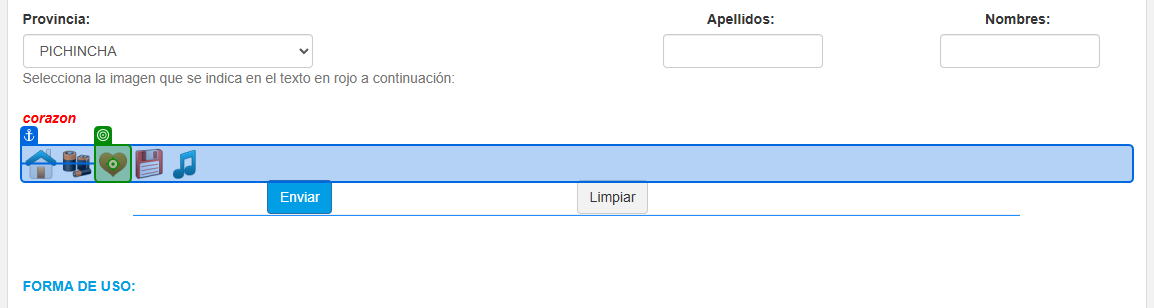 Provincia:
Apellidos:
Nombres:
PICHINCHA
Selecciona la imagen que se indica en el texto en rojo a continuación:
corazon
Enviar
Limpiar
FORMA DE USO: